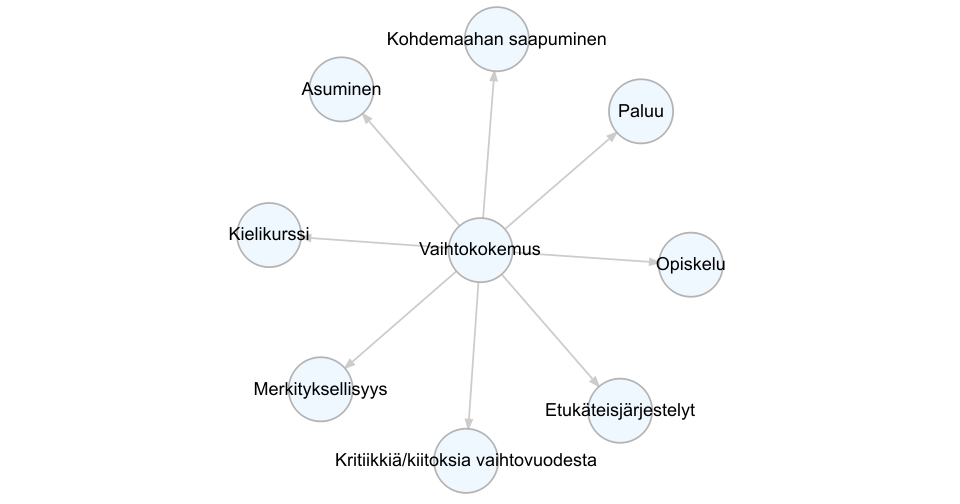 Kohdemaahan saapuminen
Asuminen
Paluu
Kielikurssi
Vaihtokokemus
Opiskelu
Merkityksellisyys
Etukäteisjärjestelyt
Kritiikkiä/kiitoksia vaihtovuodesta